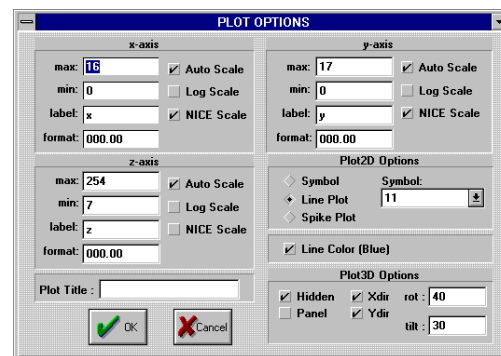 PLOT OPTIONS
x-axis
max: 16
Auto Scale
min: 0
Log Scale
label: x
NICE Scale
format: 000.00
y-axis
max: 17
Auto Scale
min: 0
Log Scale
label: y
NICE Scale
format: 000.00
z-axis
max: 254
Auto Scale
min: 7
Log Scale
label: z
NICE Scale
format: 000.00
Plot2D Options
Symbol
Symbol:
Line Plot
11
Spike Plot
Line Color (Blue)
Plot Title :
Plot3D Options
Hidden
Xdir
rot : 40
Panel
Ydir
tilt : 30
OK
Cancel